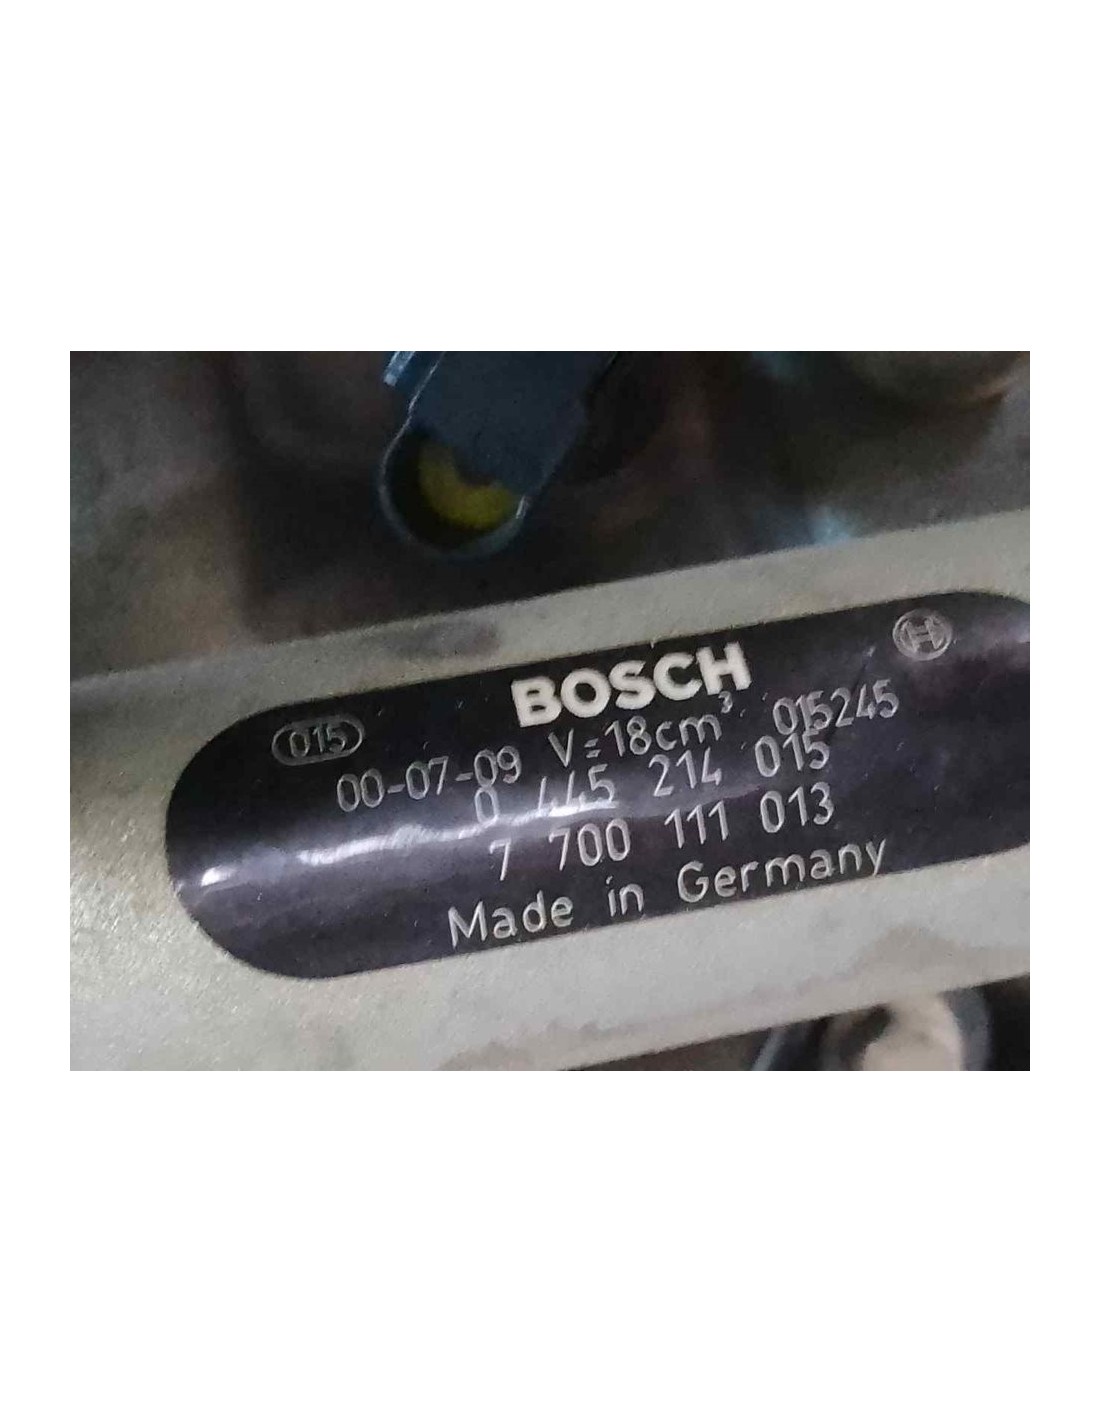 BOSCH
015
00-07-09 V=18cm³ 015245
0 445 214 015
7 700 111 013
Made in Germany